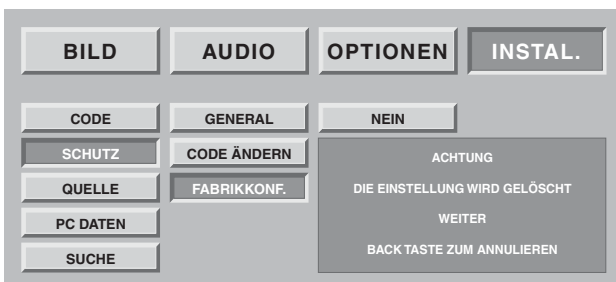 BILD AUDIO OPTIONEN INSTAL.
CODE GENERAL NEIN
SCHUTZ CODE ÄNDERN
QUELLE FABRIKKONF.
PC DATEN
SUCHE
ACHTUNG
DIE EINSTELLUNG WIRD GELÖSCHT
WEITER
BACK TASTE ZUM ANNULIEREN